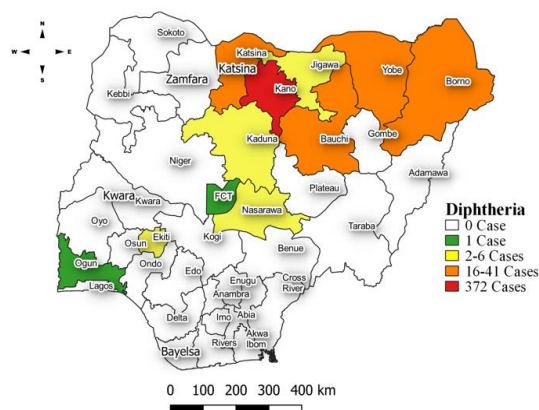 N
W E
S
Sokoto
Katsina
Katsina
Jigawa
Yobe
Borno
Zamfara
Kebbi
Kano
Kaduna
Bauchi
Gombe
Adamawa
Niger
FCT
Plateau
Kwara
Kwara
Nasarawa
Taraba
Oyo
Osun
Ekiti
Kogi
Benue
Ogun
Ondo
Edo
Lagos
Enugu
Anambra
Cross
River
Delta
Imo
Abia
Bayelsa
Rivers
Akwa
Ibom
Diphtheria
0 Case
1 Case
2-6 Cases
16-41 Cases
372 Cases
0 100 200 300 400 km